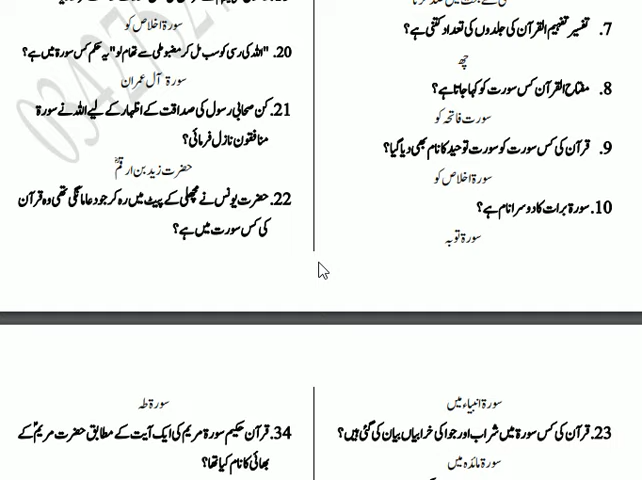 7. تفسیر تفہیم القرآن کی جلدوں کی تعداد کتنی ہے؟
چھ
8. مفتاح القرآن کس سورت کو کہا جاتا ہے؟
سورت فاتحہ کو
9. قرآن کی کس سورت کو سورت توحید کا نام بھی دیا گیا؟
سورۃ اخلاص کو
10. سورۃ برات کا دوسرا نام ہے؟
سورۃ توبہ
سورۃ اخلاص کو
20. "اللہ کی رسی کو سب مل کر مضبوطی سے تھام لو" یہ حکم کس سورۃ میں ہے؟
سورۃ آل عمران
21. کن صحابی رسول کی صداقت کے اظہار کے لیے اللہ نے سورۃ
منافقون نازل فرمائی؟
حضرت زید بن ارقمؓ
22. حضرت یونس نے مچھلی کے پیٹ میں رہ کر جو دعا مانگی تھی وہ قرآن
کی کس سورت میں ہے؟
سورۃ انبیاء میں
23. قرآن کی کس سورۃ میں شراب اور جوا کی خرابیاں بیان کی گئی ہیں؟
سورۃ مائدہ میں
سورۃ طہ
34. قرآن حکیم سورۃ مریم کی ایک آیت کے مطابق حضرت مریمؑ کے
بھائی کا نام کیا تھا؟